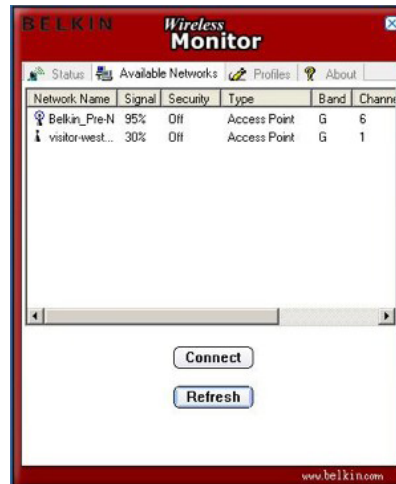 BELKIN Wireless
Monitor
Status Available Networks Profiles About
Network Name Signal Security Type Band Channe
Belkin_Pre-N 95% Off Access Point G 6
visitor-west... 30% Off Access Point G 1
Connect
Refresh
www.belkin.com